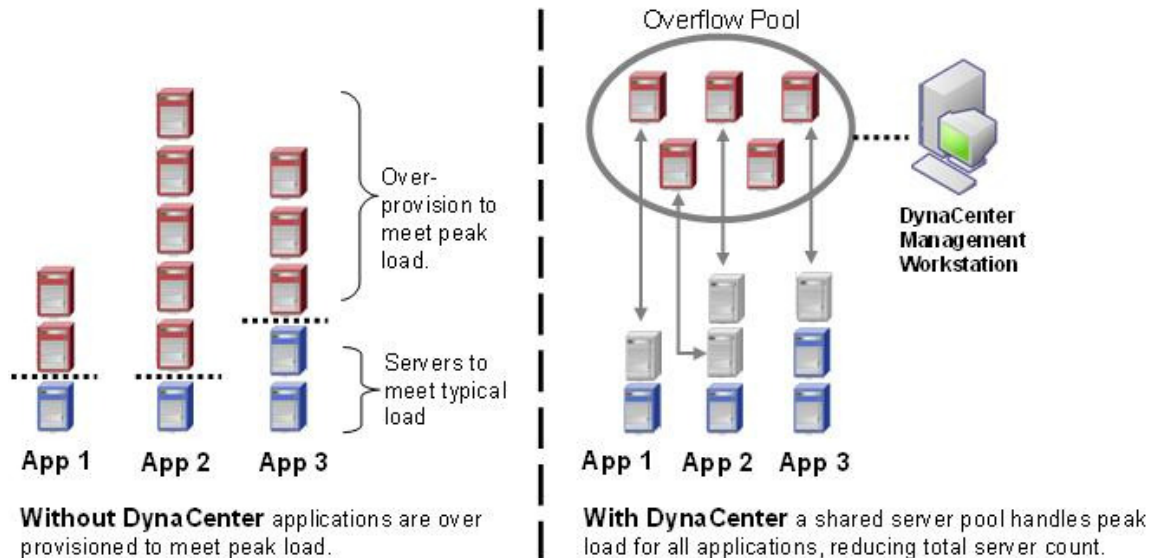 Over-
provision to
meet peak
load.
Servers to
meet typical
load
App 1
App 2
App 3
Without DynaCenter applications are over
provisioned to meet peak load.
Overflow Pool
DynaCenter
Management
Workstation
App 1
App 2
App 3
With DynaCenter a shared server pool handles peak
load for all applications, reducing total server count.